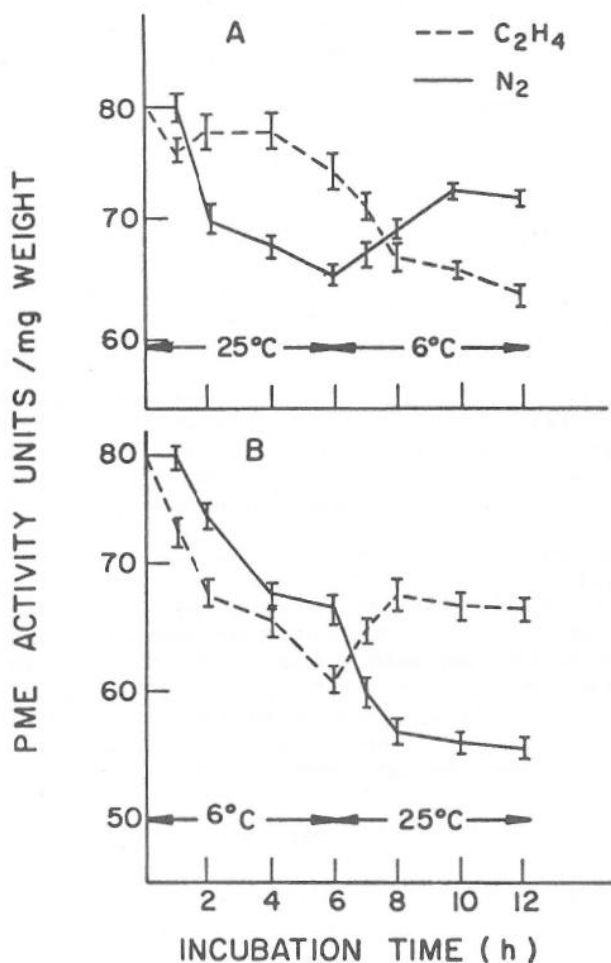 A
C₂H₄
N₂
80
70
60
25°C
6°C
B
80
70
60
50
6°C
25°C
2
4
6
8
10
12
INCUBATION TIME (h)
PME ACTIVITY UNITS /mg WEIGHT